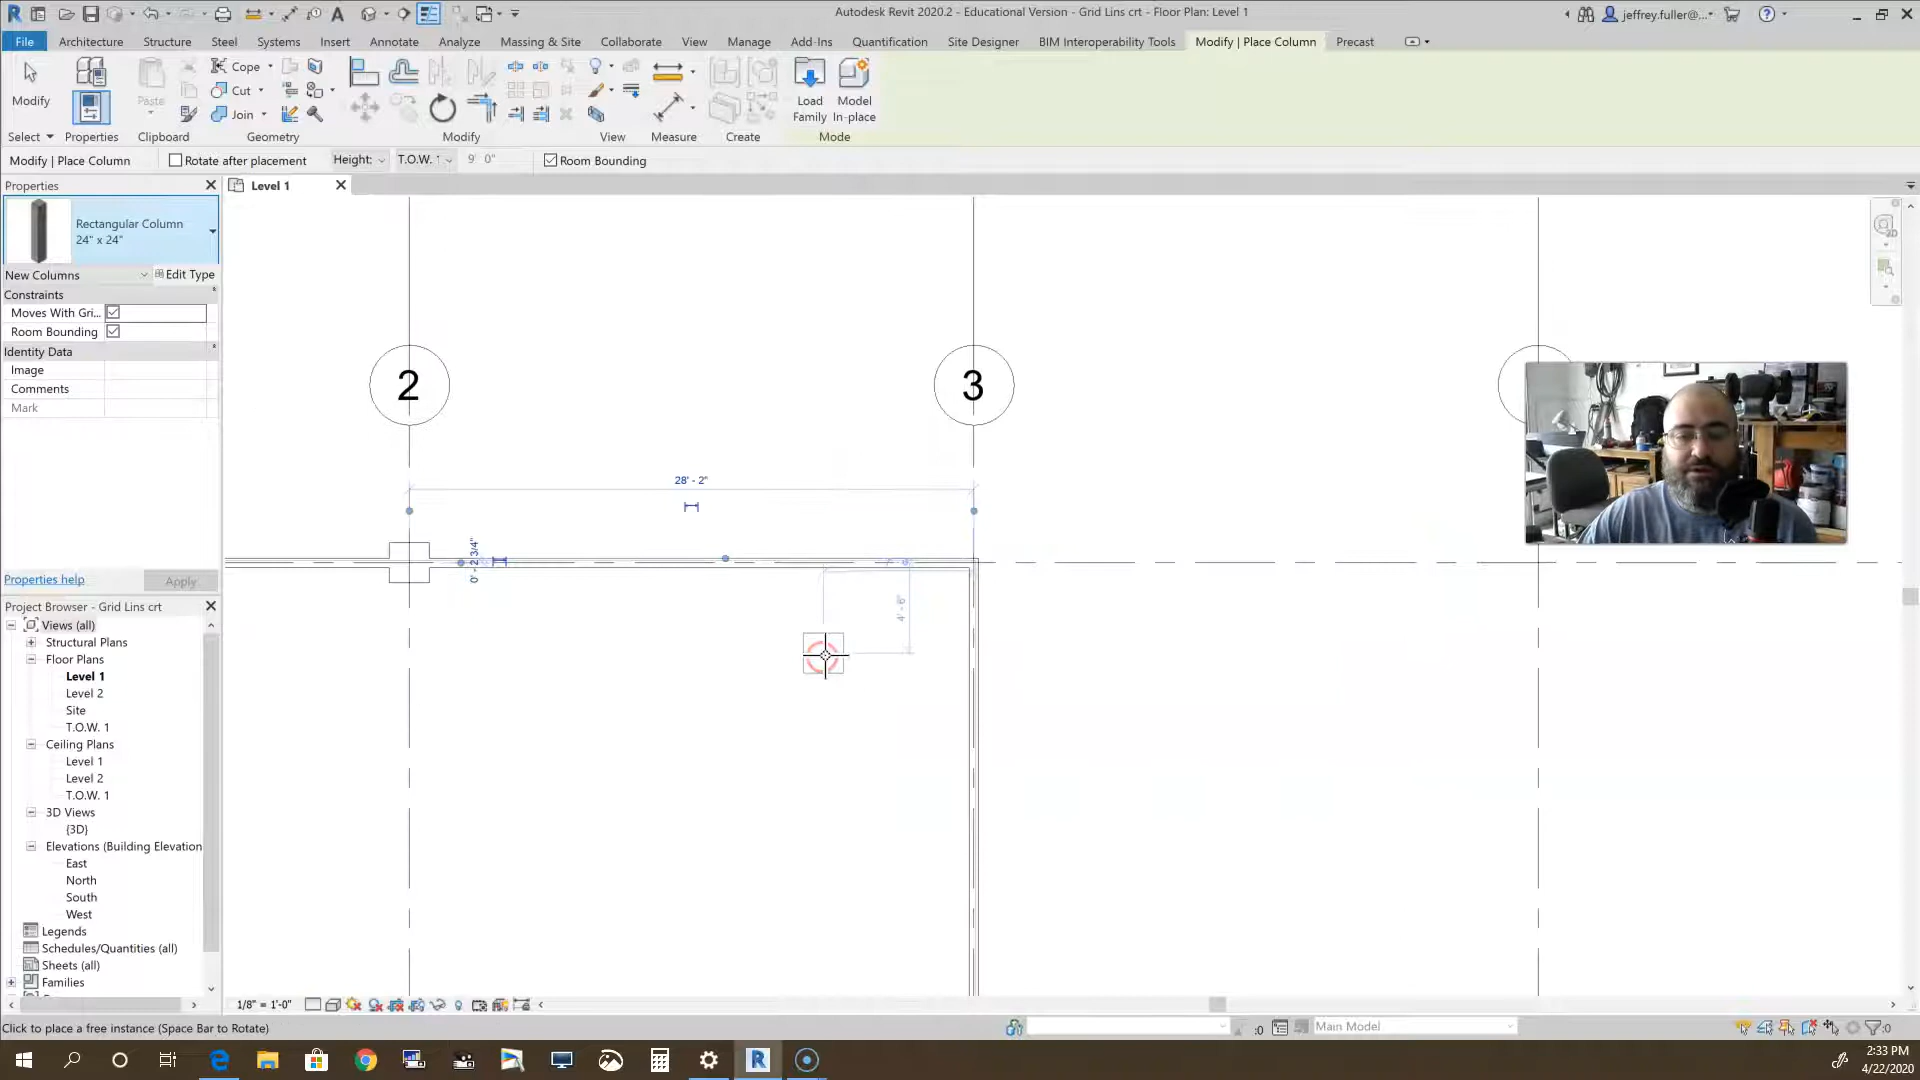 Autodesk Revit 2020.2 - Educational Version - Grid Lins crt - Floor Plan: Level 1
jeffrey.fuller@...
File Architecture Structure Steel Systems Insert Annotate Analyze Massing & Site Collaborate View Manage Add-Ins Quantification Site Designer BIM Interoperability Tools Modify | Place Column Precast
Modify
Paste
Cope
Cut
Join
Load Family
Model In-place
Select Properties Clipboard Geometry Modify View Measure Create Mode
Modify | Place Column Rotate after placement Height: T.O.W. 1 9' 0" Room Bounding
Properties
Level 1
Rectangular Column
24" x 24"
New Columns Edit Type
Constraints
Moves With Gri...
Room Bounding
Identity Data
Image
Comments
Mark
2
3
28' - 2"
0' - 2 3/4"
4' - 6"
Properties help Apply
Project Browser - Grid Lins crt
Views (all)
Structural Plans
Floor Plans
Level 1
Level 2
Site
T.O.W. 1
Ceiling Plans
Level 1
Level 2
T.O.W. 1
3D Views
{3D}
Elevations (Building Elevation
East
North
South
West
Legends
Schedules/Quantities (all)
Sheets (all)
Families
1/8" = 1'-0"
Click to place a free instance (Space Bar to Rotate)
:0
Main Model
:0
2:33 PM
4/22/2020